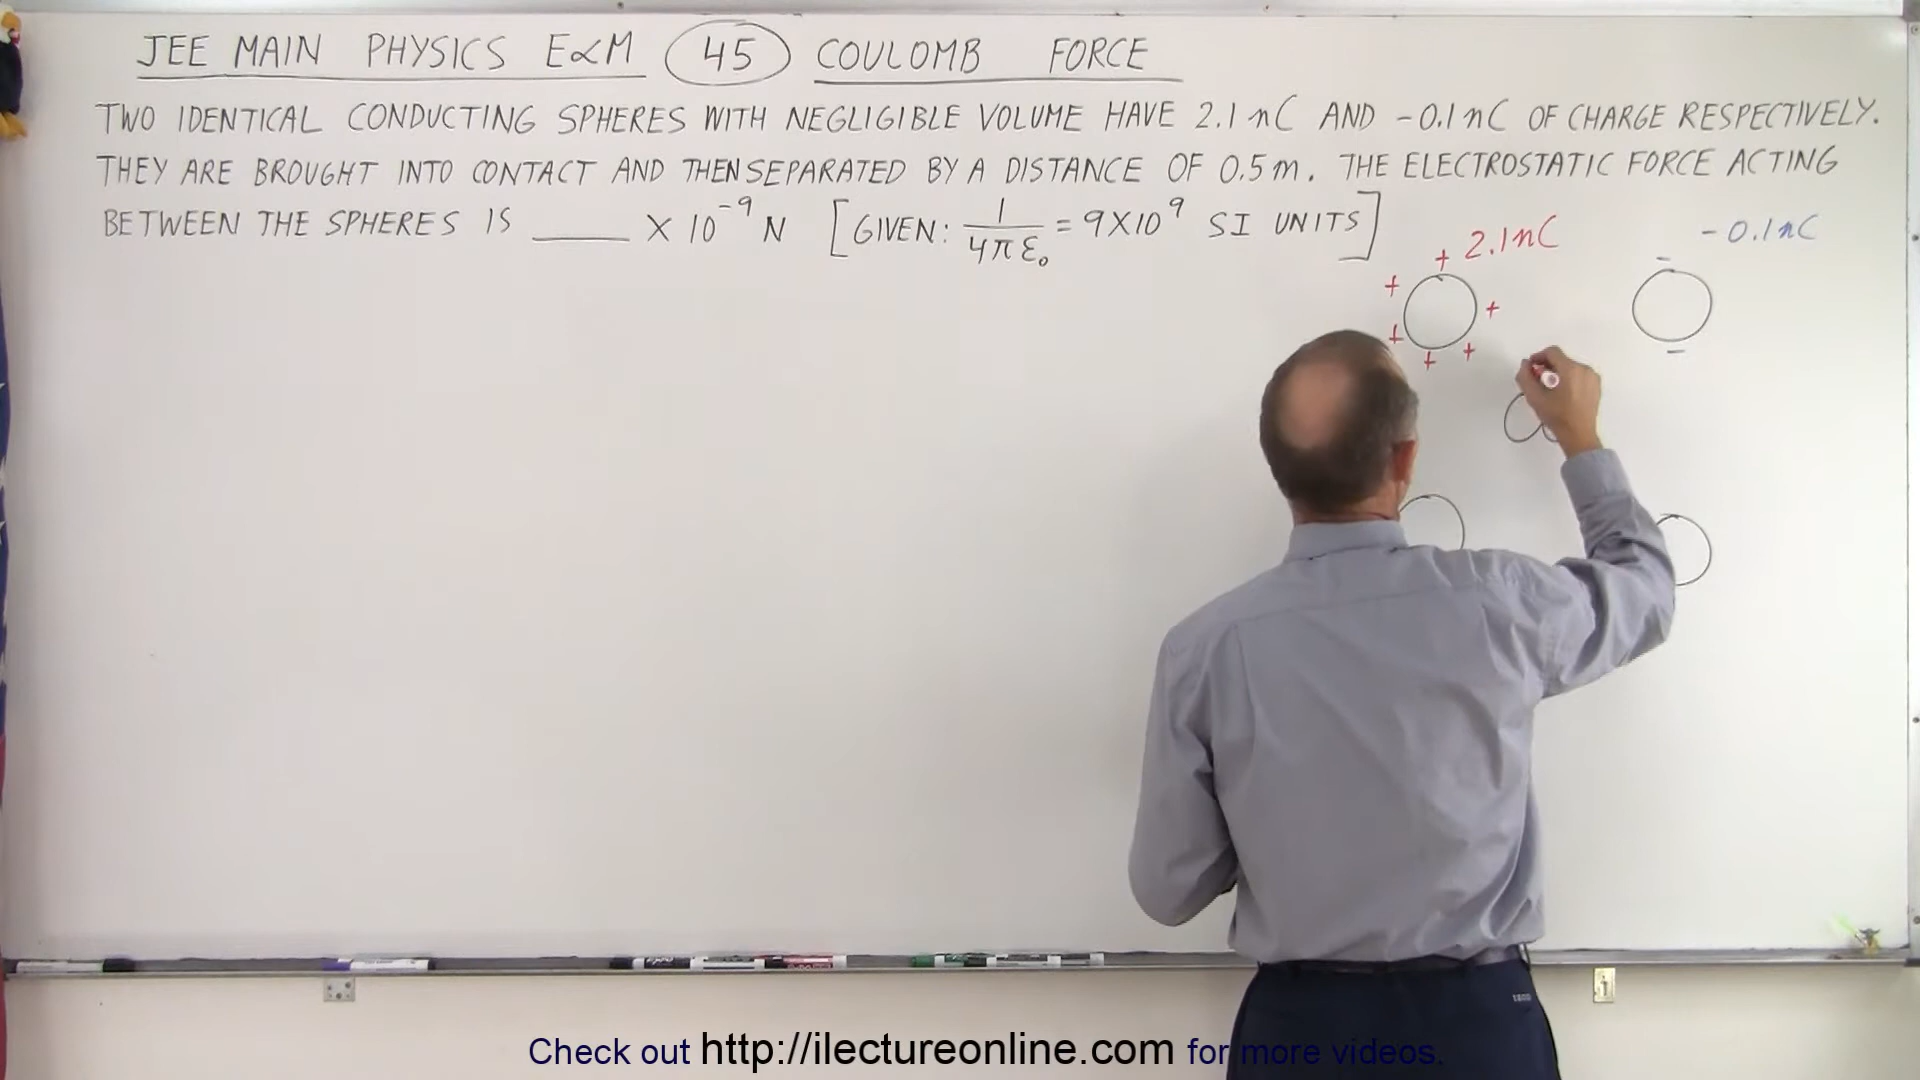 JEE MAIN PHYSICS E&M 45 COULOMB FORCE
TWO IDENTICAL CONDUCTING SPHERES WITH NEGLIGIBLE VOLUME HAVE 2.1 nC AND -0.1 nC OF CHARGE RESPECTIVELY.
THEY ARE BROUGHT INTO CONTACT AND THEN SEPARATED BY A DISTANCE OF 0.5 m. THE ELECTROSTATIC FORCE ACTING
BETWEEN THE SPHERES IS ____ × 10⁻⁹ N [GIVEN: 1/4πε₀ = 9×10⁹ SI UNITS]
+ 2.1 nC
-0.1 nC
+ + + + +
- -
Check out http://ilectureonline.com for more videos.